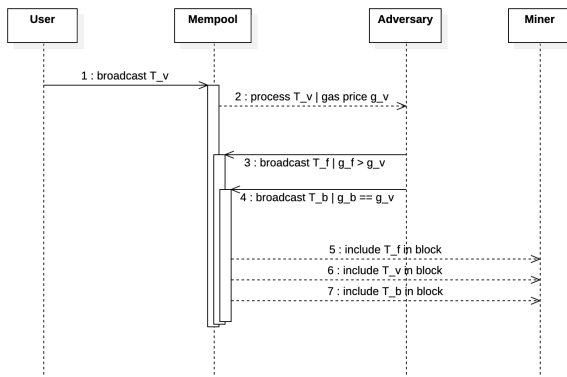 User Mempool Adversary Miner
1 : broadcast T_v
2 : process T_v | gas price g_v
3 : broadcast T_f | g_f > g_v
4 : broadcast T_b | g_b == g_v
5 : include T_f in block
6 : include T_v in block
7 : include T_b in block